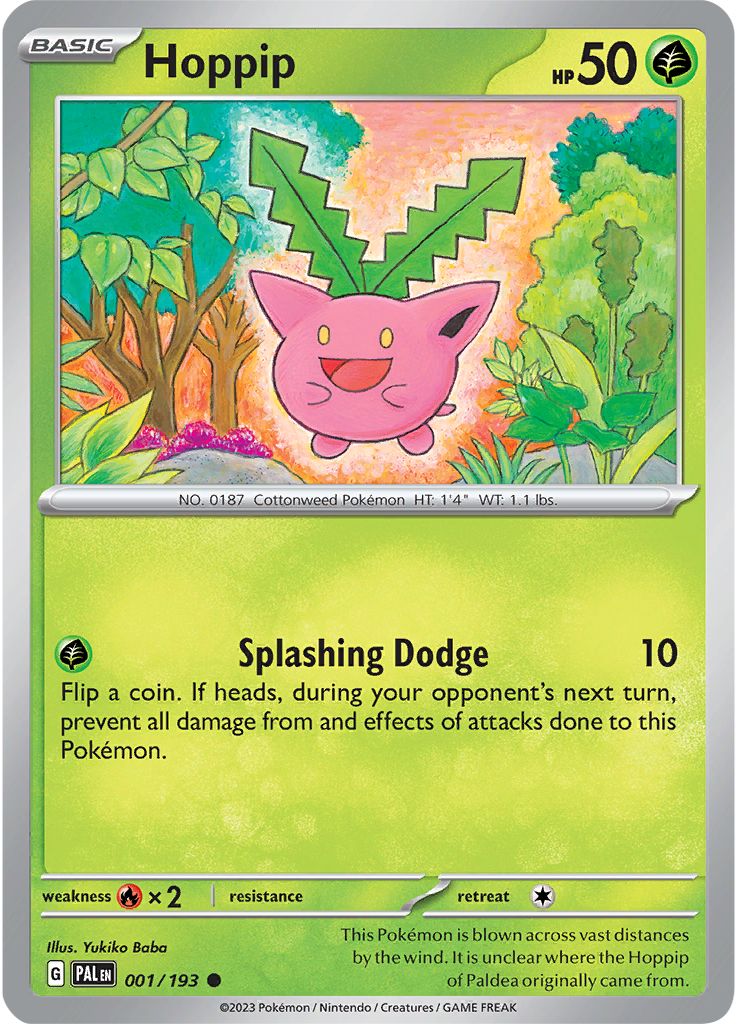 BASIC
Hoppip
HP 50
NO. 0187 Cottonweed Pokémon HT: 1'4" WT: 1.1 lbs.
Splashing Dodge 10
Flip a coin. If heads, during your opponent's next turn,
prevent all damage from and effects of attacks done to this
Pokémon.
weakness ×2 resistance retreat
Illus. Yukiko Baba
G PAL EN 001/193
This Pokémon is blown across vast distances
by the wind. It is unclear where the Hoppip
of Paldea originally came from.
©2023 Pokémon / Nintendo / Creatures / GAME FREAK